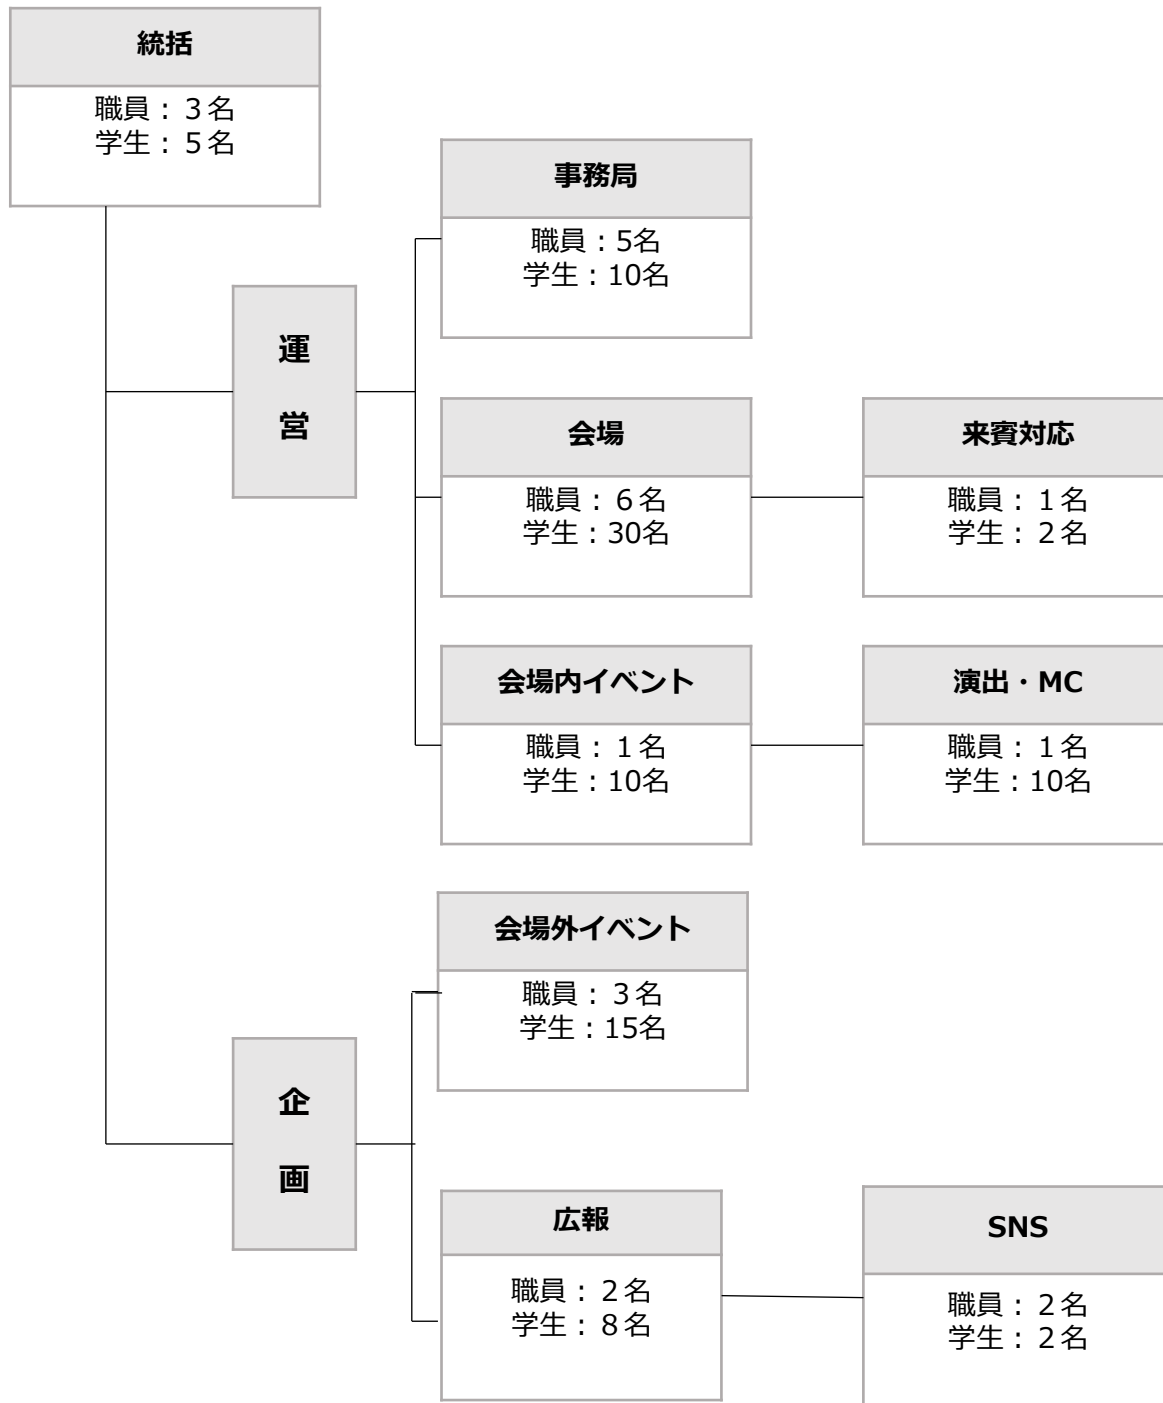 統括
職員：３名
学生：５名
事務局
職員：5名
学生：10名
運
営
会場
職員：６名
学生：30名
来賓対応
職員：１名
学生：２名
会場内イベント
職員：１名
学生：10名
演出・MC
職員：１名
学生：10名
会場外イベント
職員：３名
学生：15名
企
画
広報
職員：２名
学生：８名
SNS
職員：２名
学生：２名